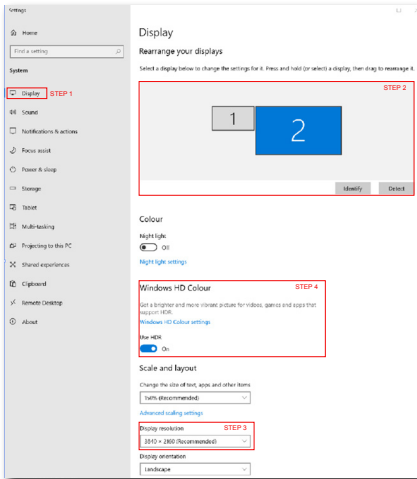 Settings
Home
Find a setting
System
Display STEP 1
Sound
Notifications & actions
Focus assist
Power & sleep
Storage
Tablet
Multi-tasking
Projecting to this PC
Shared experiences
Clipboard
Remote Desktop
About
Display
Rearrange your displays
Select a display below to change the settings for it. Press and hold (or select) a display, then drag to rearrange it.
STEP 2
1
2
Identify
Detect
Colour
Night light
Off
Night light settings
Windows HD Colour STEP 4
Get a brighter and more vibrant picture for videos, games and apps that
support HDR.
Windows HD Colour settings
Use HDR
On
Scale and layout
Change the size of text, apps and other items
(Recommended)
Advanced scaling settings
Display resolution STEP 3
3840 × 2160 (Recommended)
Display orientation
Landscape